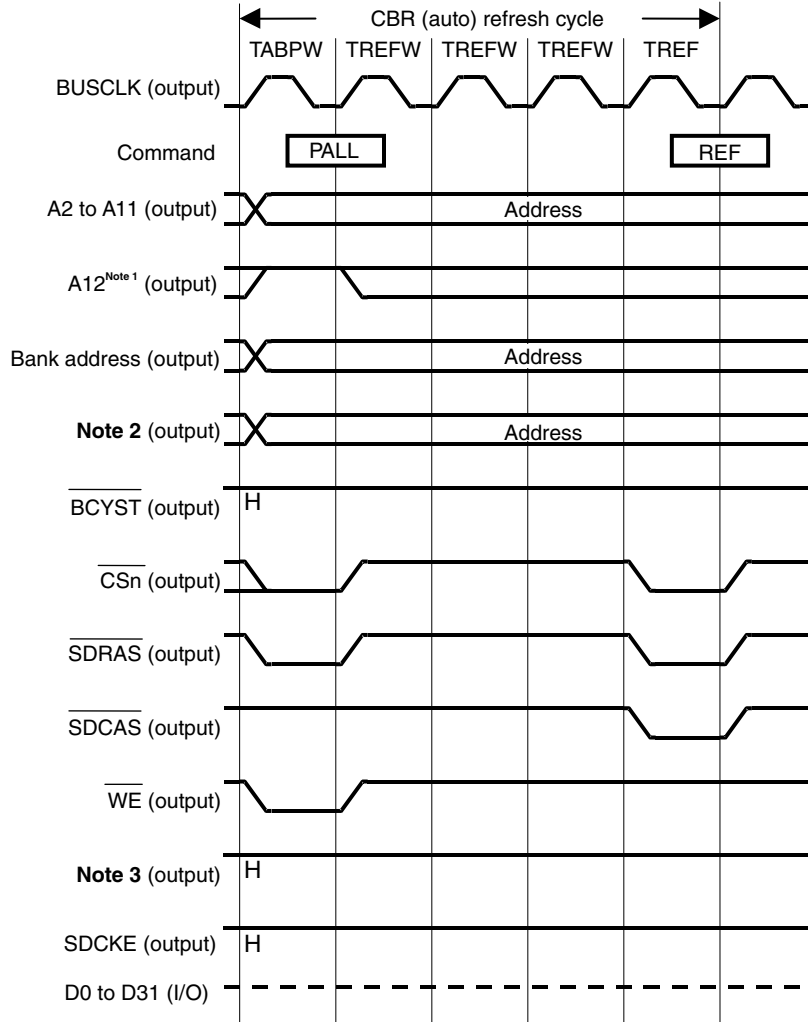 CBR (auto) refresh cycle
TABPW TREFW TREFW TREFW TREF
BUSCLK (output)
Command PALL REF
A2 to A11 (output) Address
A12 Note 1 (output)
Bank address (output) Address
Note 2 (output) Address
BCYST (output) H
CSn (output)
SDRAS (output)
SDCAS (output)
WE (output)
Note 3 (output) H
SDCKE (output) H
D0 to D31 (I/O)